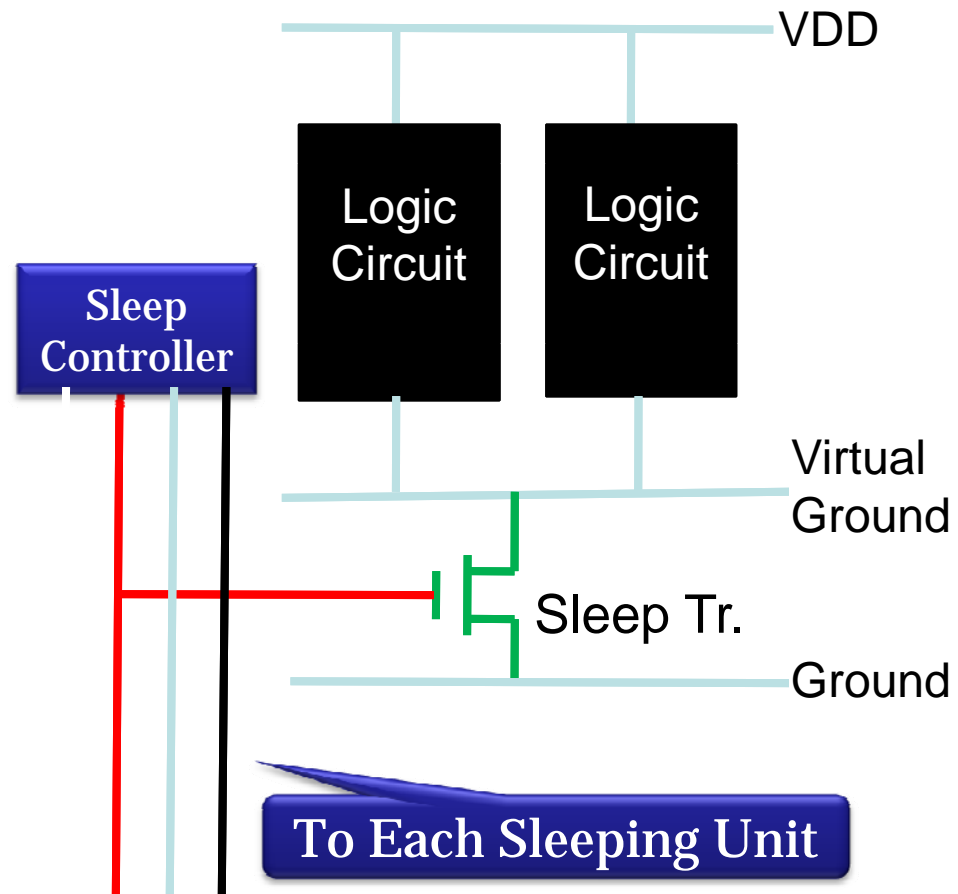 VDD
Logic
Circuit
Logic
Circuit
Sleep
Controller
Virtual
Ground
Sleep Tr.
Ground
To Each Sleeping Unit